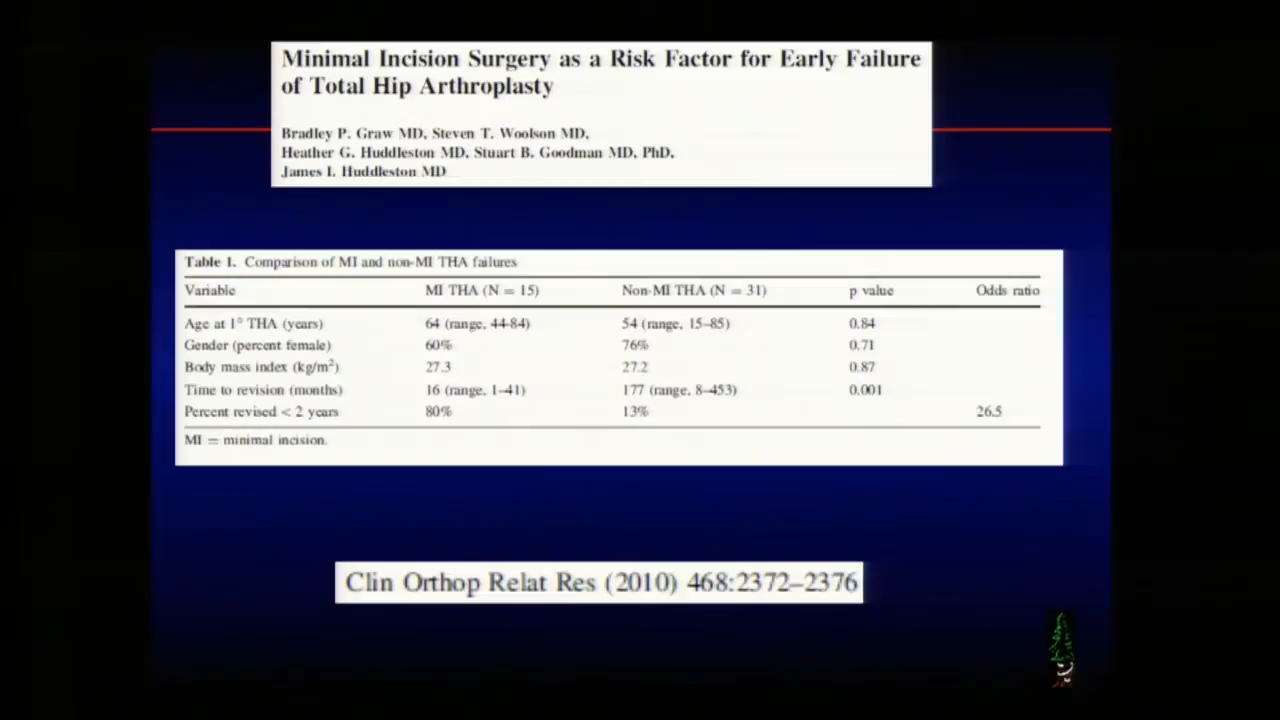 Minimal Incision Surgery as a Risk Factor for Early Failure
of Total Hip Arthroplasty
Bradley P. Graw MD, Steven T. Woolson MD,
Heather G. Huddleston MD, Stuart B. Goodman MD, PhD,
James I. Huddleston MD
Table 1. Comparison of MI and non-MI THA failures
Variable MI THA (N = 15) Non-MI THA (N = 31) p value Odds ratio
Age at 1° THA (years) 64 (range, 44-84) 54 (range, 15–85) 0.84
Gender (percent female) 60% 76% 0.71
Body mass index (kg/m²) 27.3 27.2 0.87
Time to revision (months) 16 (range, 1–41) 177 (range, 8–453) 0.001
Percent revised < 2 years 80% 13% 26.5
MI = minimal incision.
Clin Orthop Relat Res (2010) 468:2372–2376